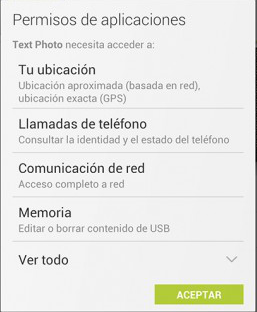 Permisos de aplicaciones
Text Photo necesita acceder a:
Tu ubicación
Ubicación aproximada (basada en red),
ubicación exacta (GPS)
Llamadas de teléfono
Consultar la identidad y el estado del teléfono
Comunicación de red
Acceso completo a red
Memoria
Editar o borrar contenido de USB
Ver todo
ACEPTAR